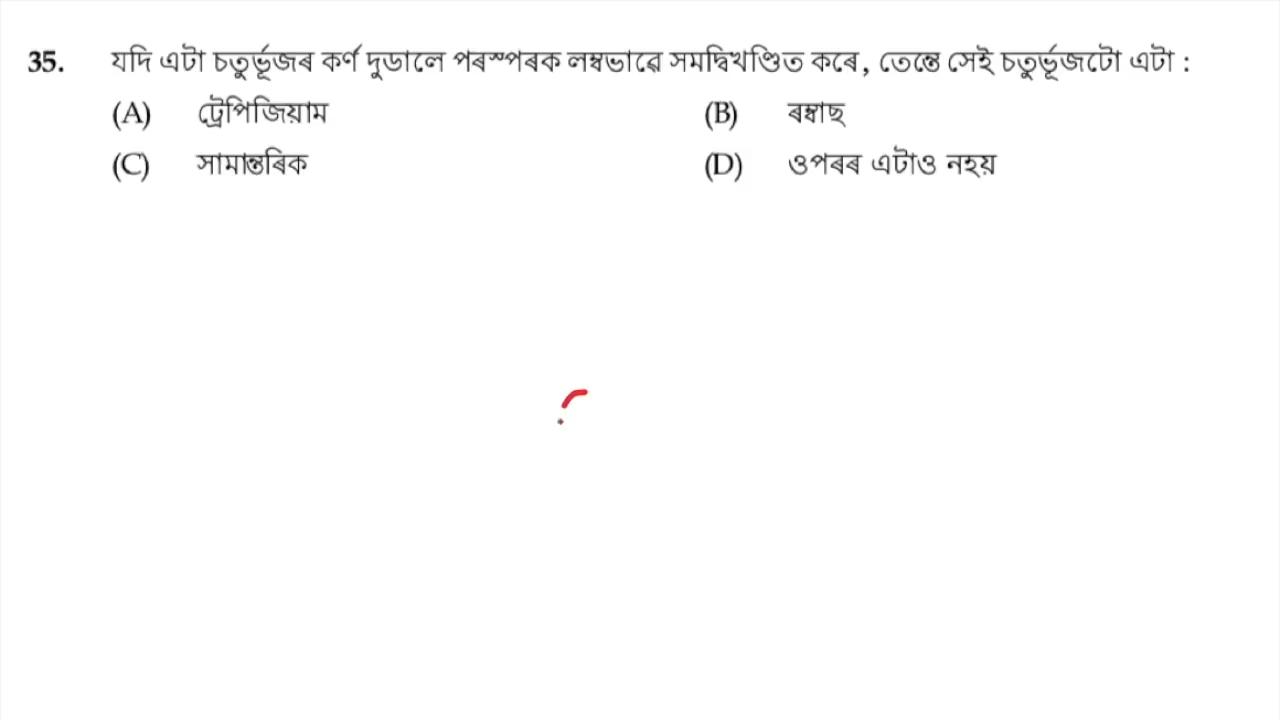 35. যদি এটা চতুৰ্ভূজৰ কৰ্ণ দুডালে পৰস্পৰক লম্বভাৱে সমদ্বিখণ্ডিত কৰে, তেন্তে সেই চতুৰ্ভূজটো এটা :
(A) ট্ৰেপিজিয়াম (B) ৰম্বাছ
(C) সামান্তৰিক (D) ওপৰৰ এটাও নহয়